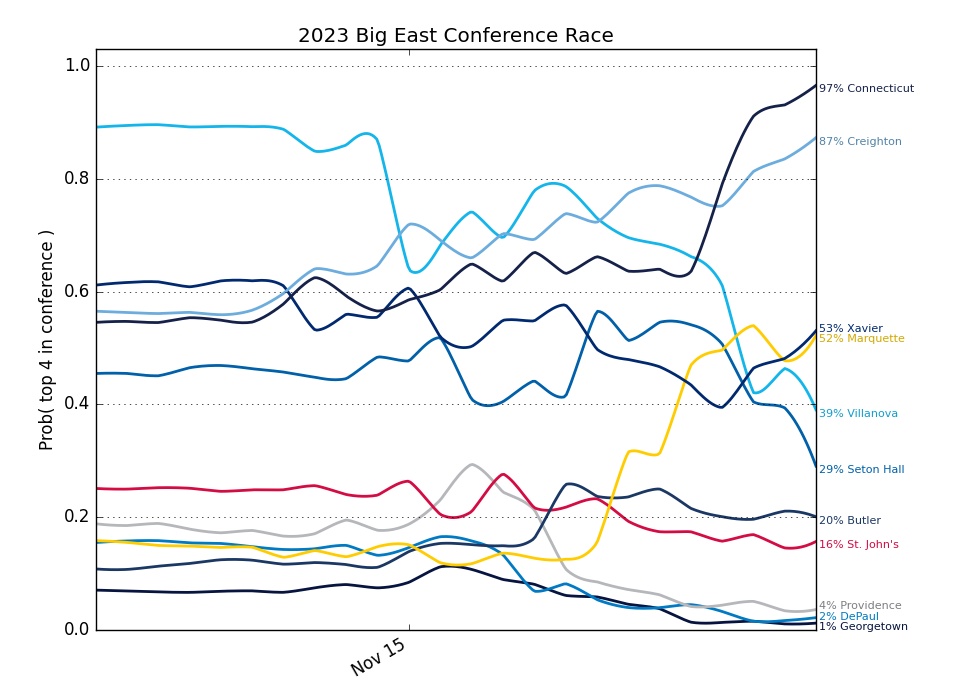 2023 Big East Conference Race
Prob( top 4 in conference )
1.0
0.8
0.6
0.4
0.2
0.0
Nov 15
97% Connecticut
87% Creighton
53% Xavier
52% Marquette
39% Villanova
29% Seton Hall
20% Butler
16% St. John's
4% Providence
2% DePaul
1% Georgetown